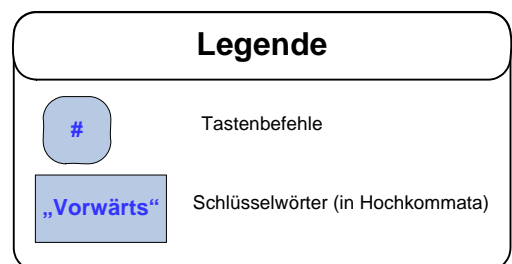 Legende
# Tastenbefehle
„Vorwärts“ Schlüsselwörter (in Hochkommata)